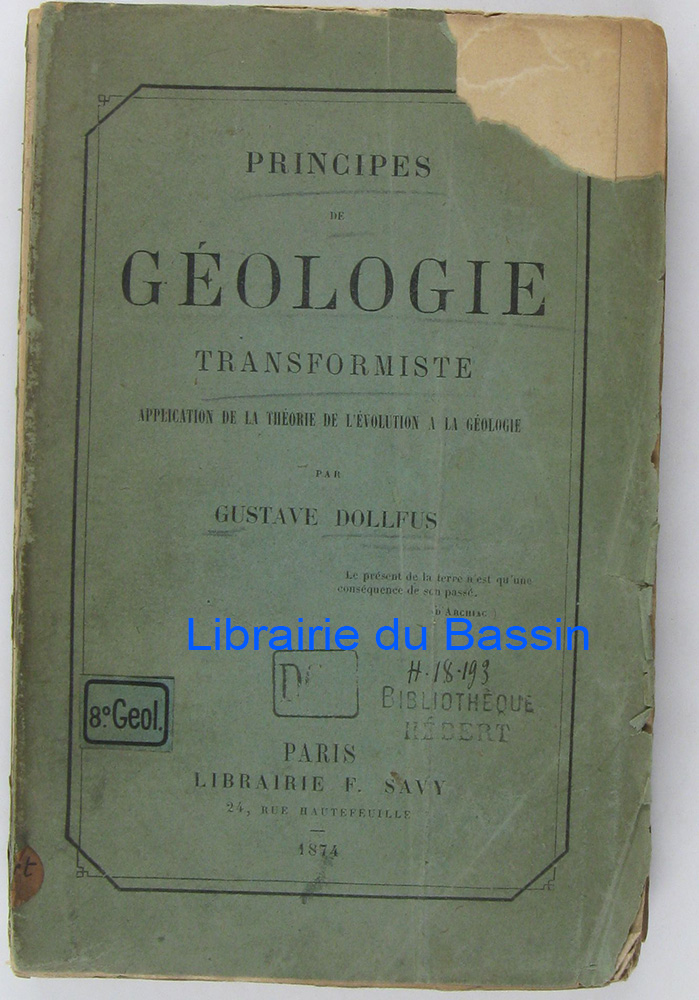 PRINCIPES
DE
GÉOLOGIE
TRANSFORMISTE
APPLICATION DE LA THÉORIE DE L'ÉVOLUTION A LA GÉOLOGIE
PAR
GUSTAVE DOLLFUS
Le présent de la terre n'est qu'une
conséquence de son passé.
D'ARCHIAC
Librairie du Bassin
H. 18-193
BIBLIOTHÈQUE
HÉBERT
8º Geol.
PARIS
LIBRAIRIE F. SAVY
24, RUE HAUTEFEUILLE
1874